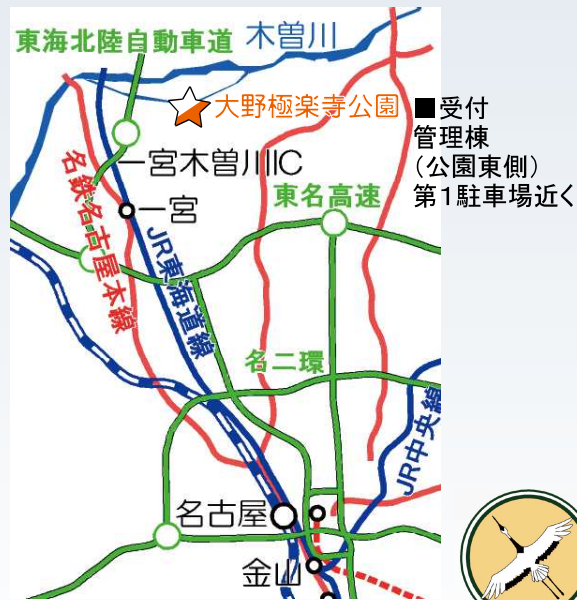 東海北陸自動車道
木曽川
大野極楽寺公園
■受付
管理棟
(公園東側)
第1駐車場近く
一宮木曽川IC
東名高速
一宮
名鉄名古屋本線
JR東海道線
名二環
JR中央線
名古屋
金山